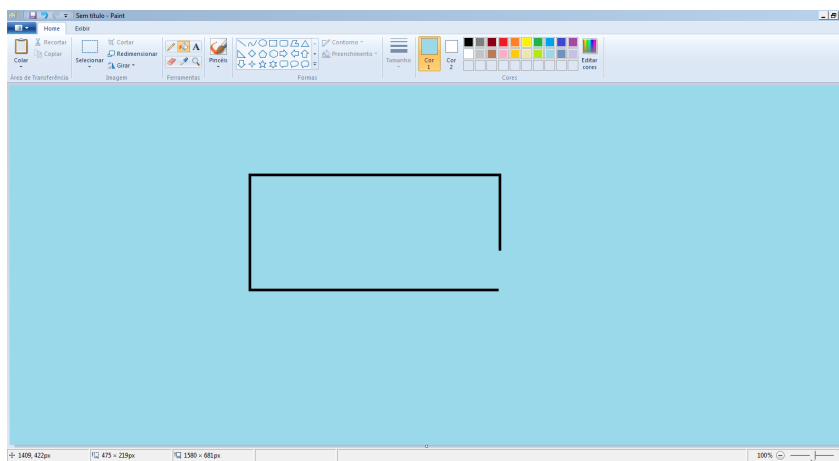 Sem título - Paint
Home Exibir
Colar
Recortar
Copiar
Área de Transferência
Selecionar
Cortar
Redimensionar
Girar
Imagem
A
Ferramentas
Pincéis
Contorno
Preenchimento
Formas
Tamanho
Cor 1
Cor 2
Editar cores
Cores
1409, 422px 475 × 219px 1580 × 681px 100%